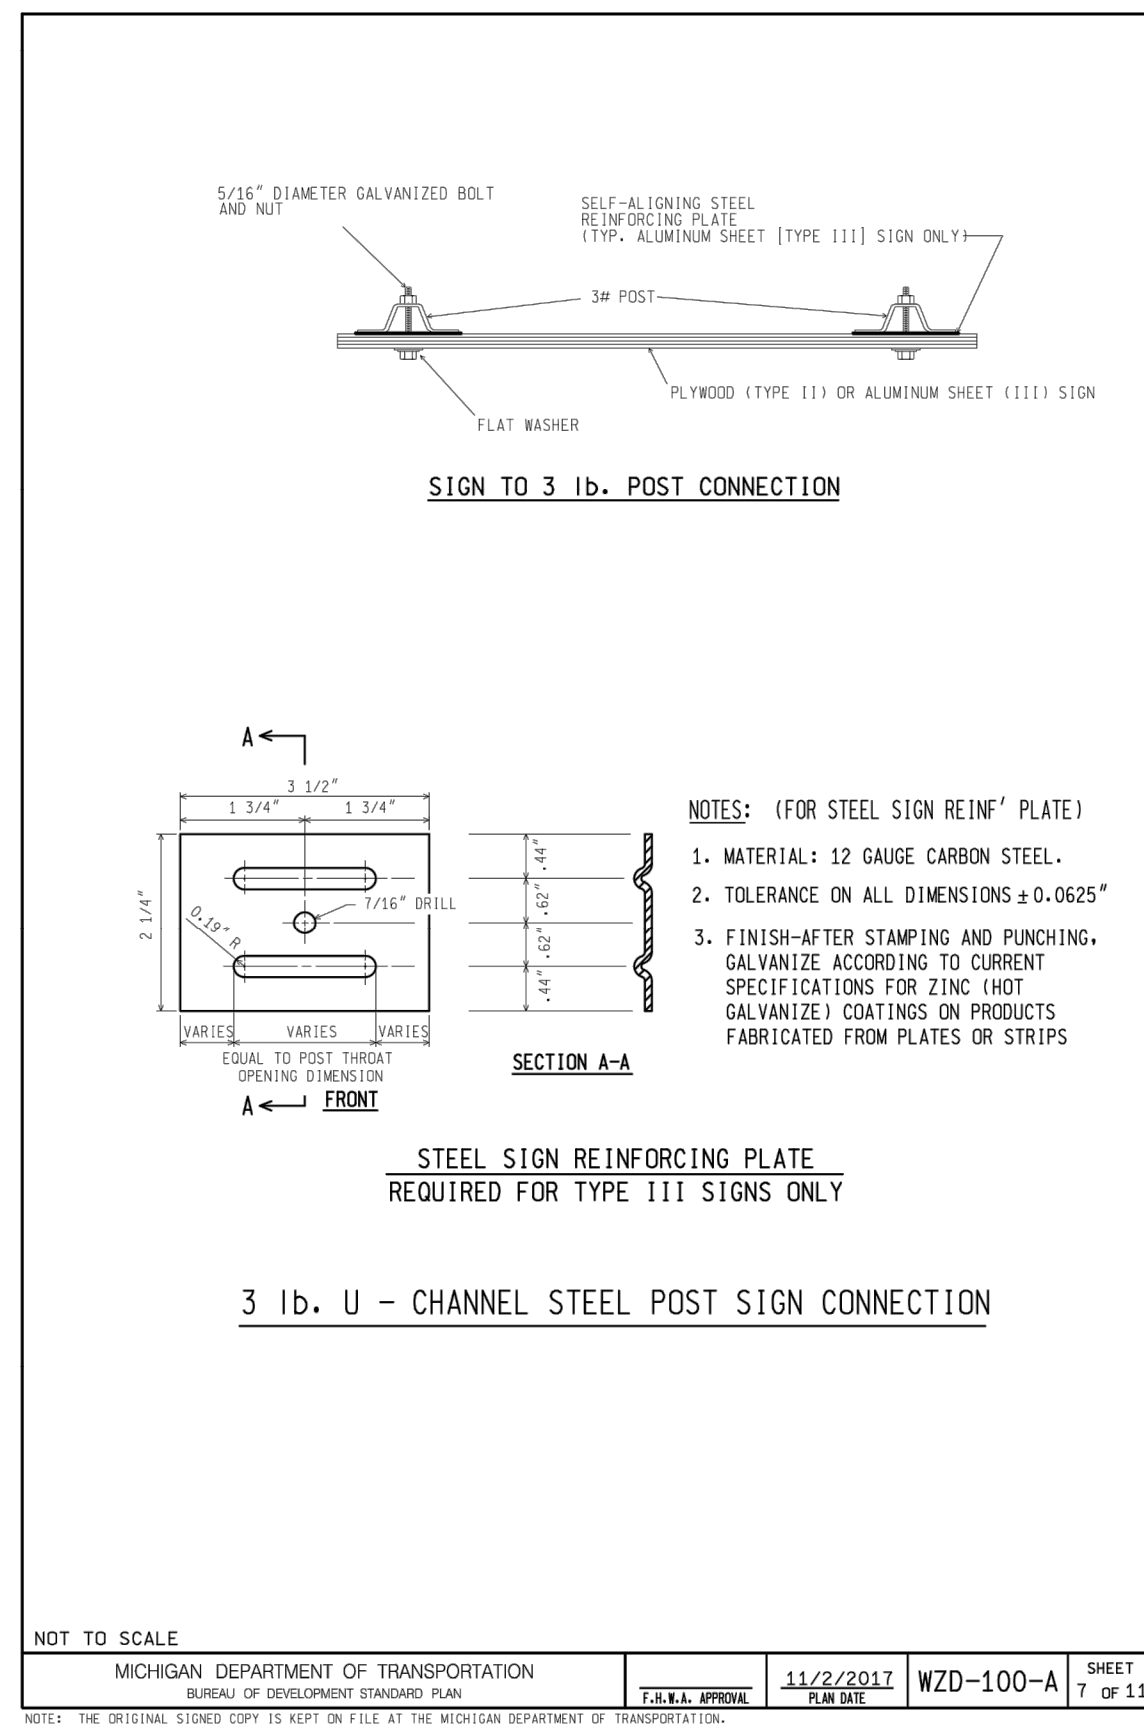 5/16" DIAMETER GALVANIZED BOLT
AND NUT
SELF-ALIGNING STEEL
REINFORCING PLATE
(TYP. ALUMINUM SHEET [TYPE III] SIGN ONLY)
3# POST
PLYWOOD (TYPE II) OR ALUMINUM SHEET (III) SIGN
FLAT WASHER
SIGN TO 3 lb. POST CONNECTION
A
3 1/2"
1 3/4" 1 3/4"
2 1/4"
0.19" R
7/16" DRILL
.44"
.62"
.62"
.44"
VARIES VARIES VARIES
EQUAL TO POST THROAT
OPENING DIMENSION
A FRONT
SECTION A-A
NOTES: (FOR STEEL SIGN REINF' PLATE)
1. MATERIAL: 12 GAUGE CARBON STEEL.
2. TOLERANCE ON ALL DIMENSIONS ± 0.0625"
3. FINISH-AFTER STAMPING AND PUNCHING,
GALVANIZE ACCORDING TO CURRENT
SPECIFICATIONS FOR ZINC (HOT
GALVANIZE) COATINGS ON PRODUCTS
FABRICATED FROM PLATES OR STRIPS
STEEL SIGN REINFORCING PLATE
REQUIRED FOR TYPE III SIGNS ONLY
3 lb. U - CHANNEL STEEL POST SIGN CONNECTION
NOT TO SCALE
MICHIGAN DEPARTMENT OF TRANSPORTATION
BUREAU OF DEVELOPMENT STANDARD PLAN
F.H.W.A. APPROVAL
11/2/2017
PLAN DATE
WZD-100-A
SHEET
7 OF 11
NOTE: THE ORIGINAL SIGNED COPY IS KEPT ON FILE AT THE MICHIGAN DEPARTMENT OF TRANSPORTATION.